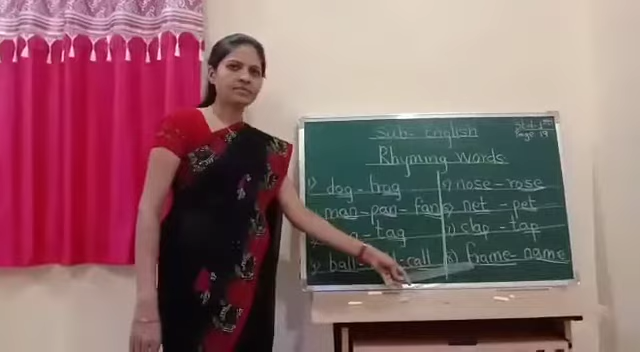 Sub - English
Std - 1st
Page 19
Rhyming Words
1) dog - frog
man - pan - fan
- tag
ball - call
nose - rose
net - pet
clap - tap
8) frame - name